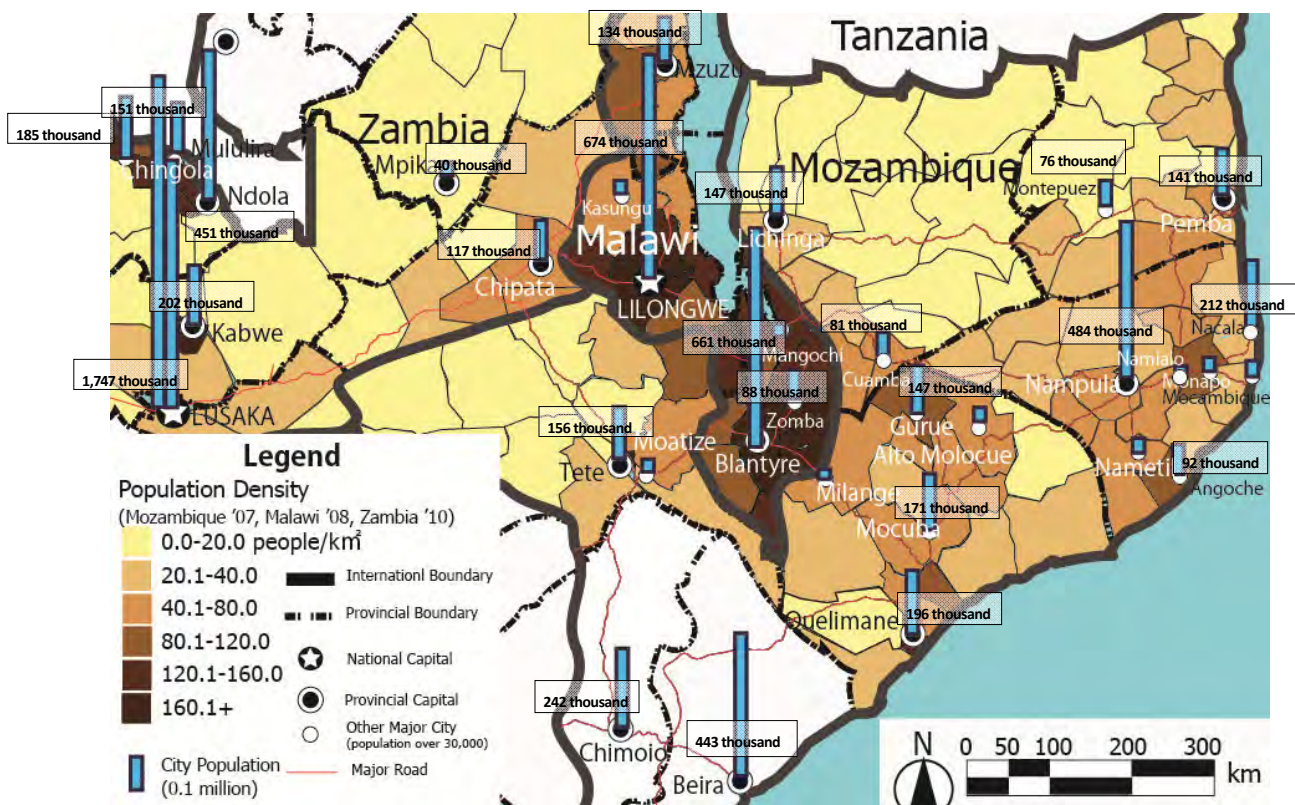 134 thousand
Tanzania
Mzuzu
151 thousand
185 thousand
Mululira
Chingola
Zambia
Mpika
40 thousand
674 thousand
Mozambique
76 thousand
Montepuez
141 thousand
Pemba
Ndola
Kasungu
147 thousand
Lichinga
451 thousand
117 thousand
Malawi
Chipata
LILONGWE
202 thousand
Kabwe
212 thousand
Nacala
81 thousand
661 thousand
Mangochi
484 thousand
Cuamba
Namialo
1,747 thousand
LUSAKA
88 thousand
147 thousand
Nampula
Monapo
Mocambique
156 thousand
Moatize
Zomba
Gurue
Tete
Blantyre
Alto Molocue
Nameti
92 thousand
Angoche
Milange
171 thousand
Mocuba
196 thousand
Quelimane
242 thousand
Chimoio
443 thousand
Beira
Legend
Population Density
(Mozambique '07, Malawi '08, Zambia '10)
0.0-20.0 people/km²
20.1-40.0
40.1-80.0
80.1-120.0
120.1-160.0
160.1+
City Population
(0.1 million)
Internationl Boundary
Provincial Boundary
National Capital
Provincial Capital
Other Major City
(population over 30,000)
Major Road
N
0 50 100 200 300
km